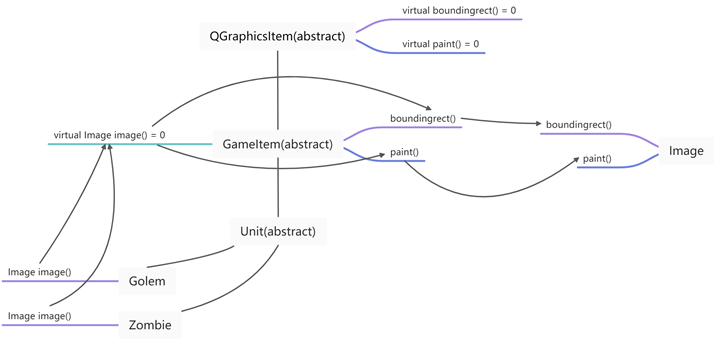 virtual boundingrect() = 0
QGraphicsItem(abstract)
virtual paint() = 0
boundingrect()
boundingrect()
virtual Image image() = 0
GameItem(abstract)
paint()
Image
paint()
Unit(abstract)
Image image()
Golem
Image image()
Zombie